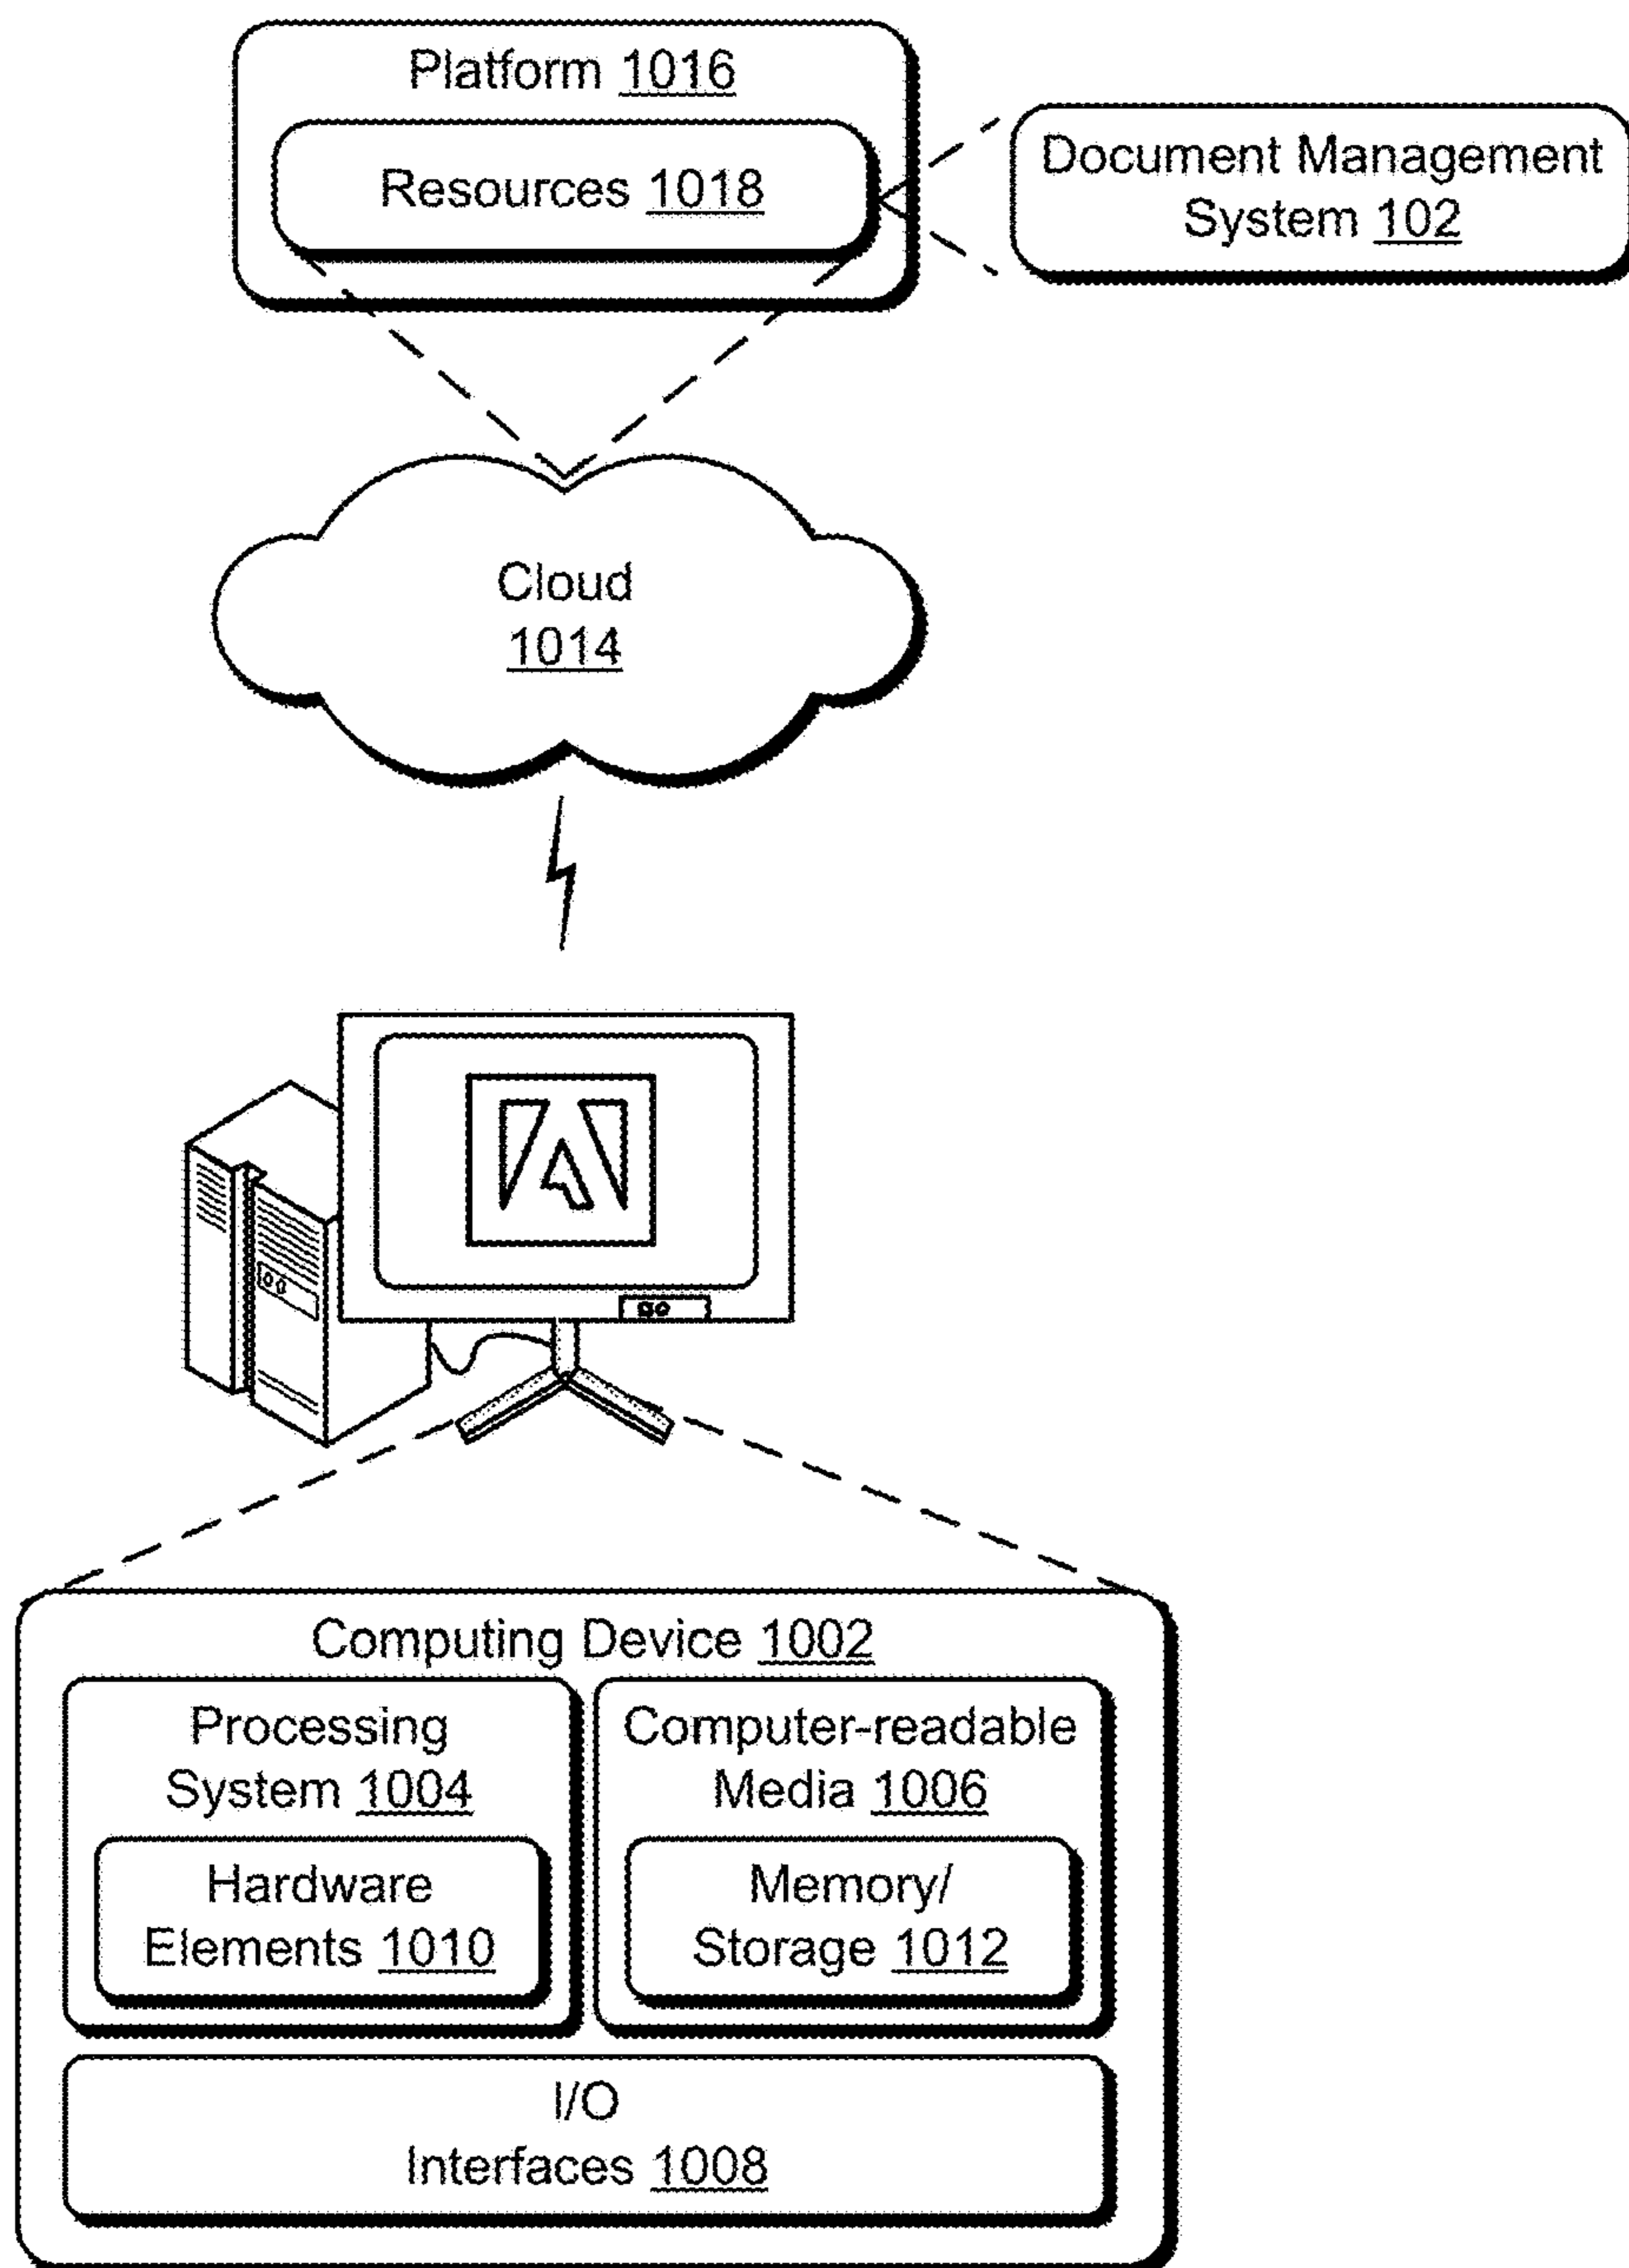 Platform 1016
Resources 1018
Document Management
System 102
Cloud
1014
Computing Device 1002
Processing
System 1004
Hardware
Elements 1010
Computer-readable
Media 1006
Memory/
Storage 1012
I/O
Interfaces 1008